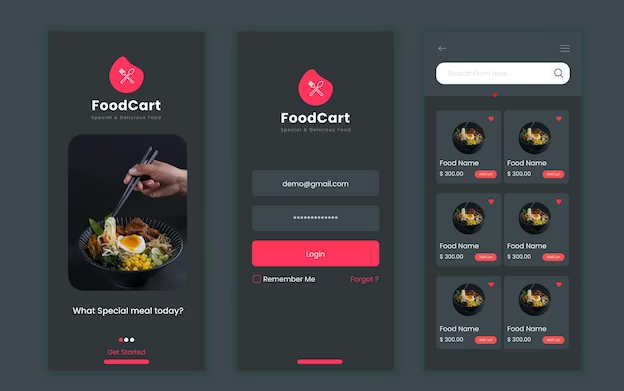 FoodCart
Special & Delicious Food
What Special meal today?
Get Started
FoodCart
Special & Delicious Food
demo@gmail.com
*************
Login
Remember Me
Fargot ?
Search From Here
Food Name
$ 300.00 Add Cart
Food Name
$ 300.00 Add Cart
Food Name
$ 300.00 Add Cart
Food Name
$ 300.00 Add Cart
Food Name
$ 300.00 Add Cart
Food Name
$ 300.00 Add Cart